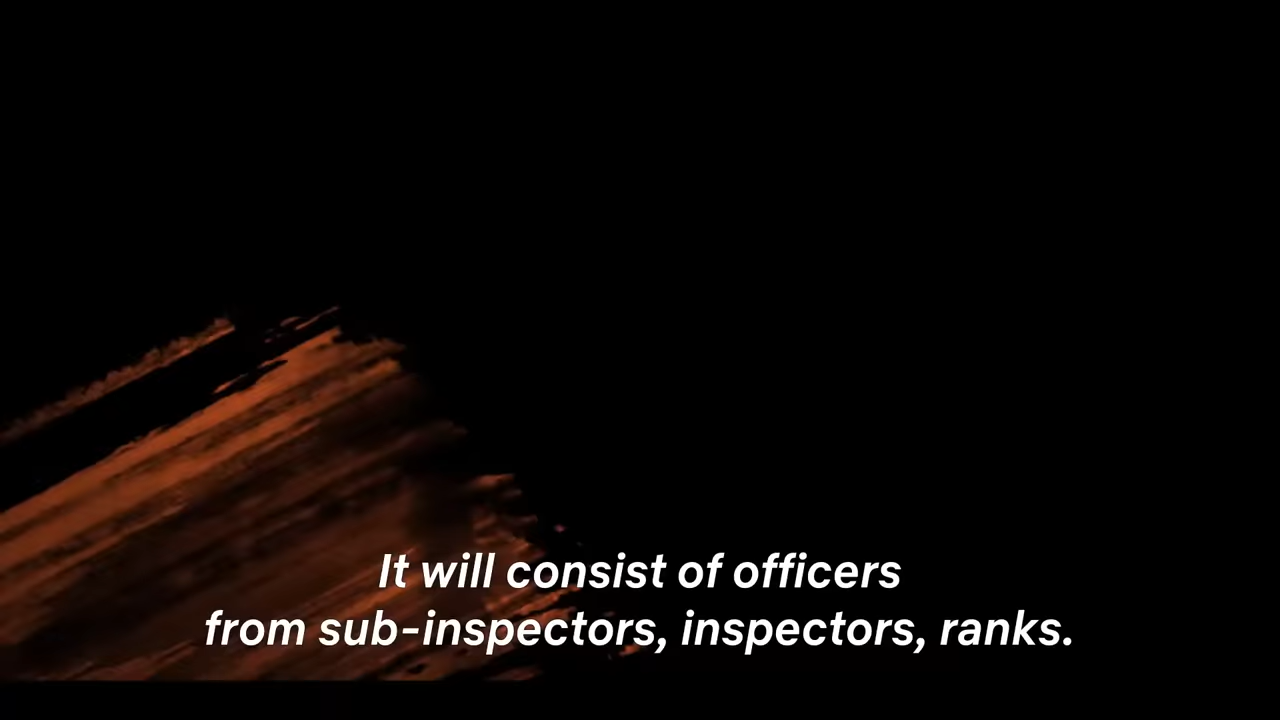 It will consist of officers
from sub-inspectors, inspectors, ranks.